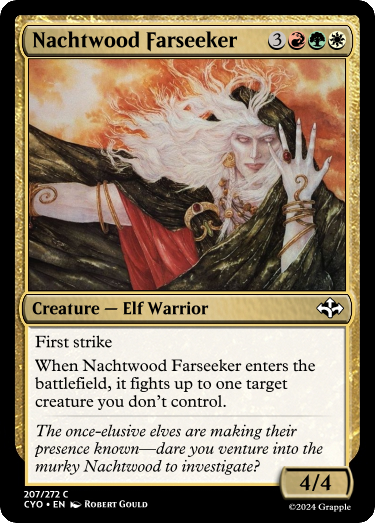 Nachtwood Farseeker 3
Creature — Elf Warrior
First strike
When Nachtwood Farseeker enters the
battlefield, it fights up to one target
creature you don't control.
The once-elusive elves are making their
presence known—dare you venture into the
murky Nachtwood to investigate?
4/4
207/272 C
CYO • EN Robert Gould
©2024 Grapple